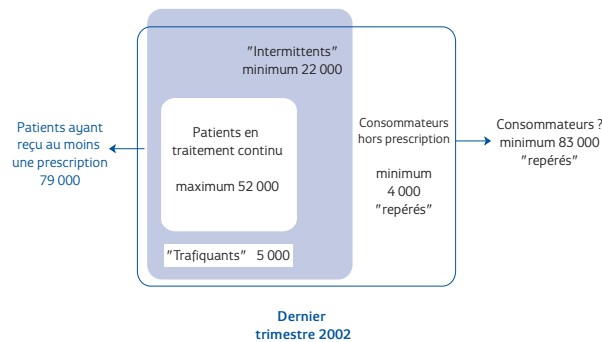 "Intermittents"
minimum 22 000
Patients ayant
reçu au moins
une prescription
79 000
Patients en
traitement continu
maximum 52 000
Consommateurs
hors prescription
minimum
4 000
"repérés"
Consommateurs ?
minimum 83 000
"repérés"
"Trafiquants" 5 000
Dernier
trimestre 2002